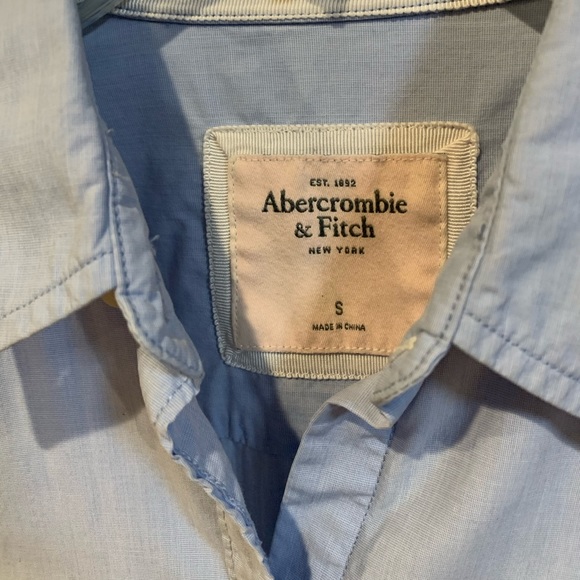 EST. 1892
Abercrombie
& Fitch
NEW YORK
S
MADE IN CHINA